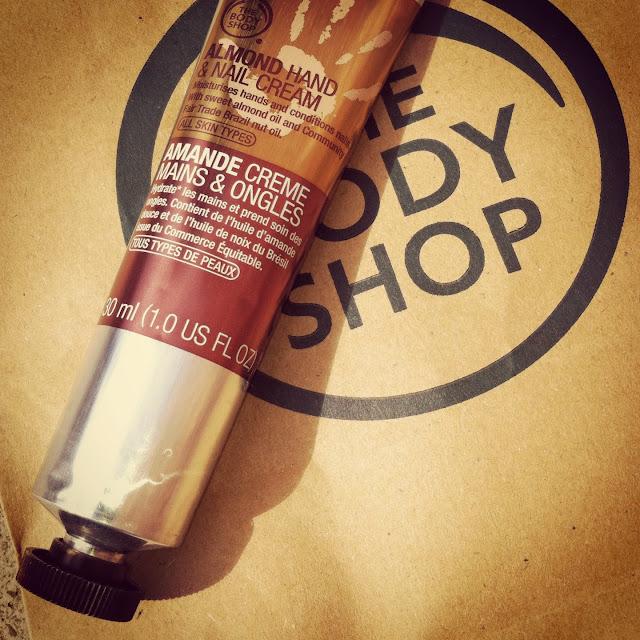 THE
BODY
SHOP
ALMOND HAND
& NAIL CREAM
Moisturises hands and conditions nails
with sweet almond oil and Community
Fair Trade Brazil nut oil.
ALL SKIN TYPES
AMANDE CREME
MAINS & ONGLES
Hydrate* les mains et prend soin des
ongles. Contient de l'huile d'amande
douce et de l'huile de noix du Brésil
issue du Commerce Équitable.
TOUS TYPES DE PEAUX
30 ml (1.0 US FL OZ)
THE
BODY
SHOP